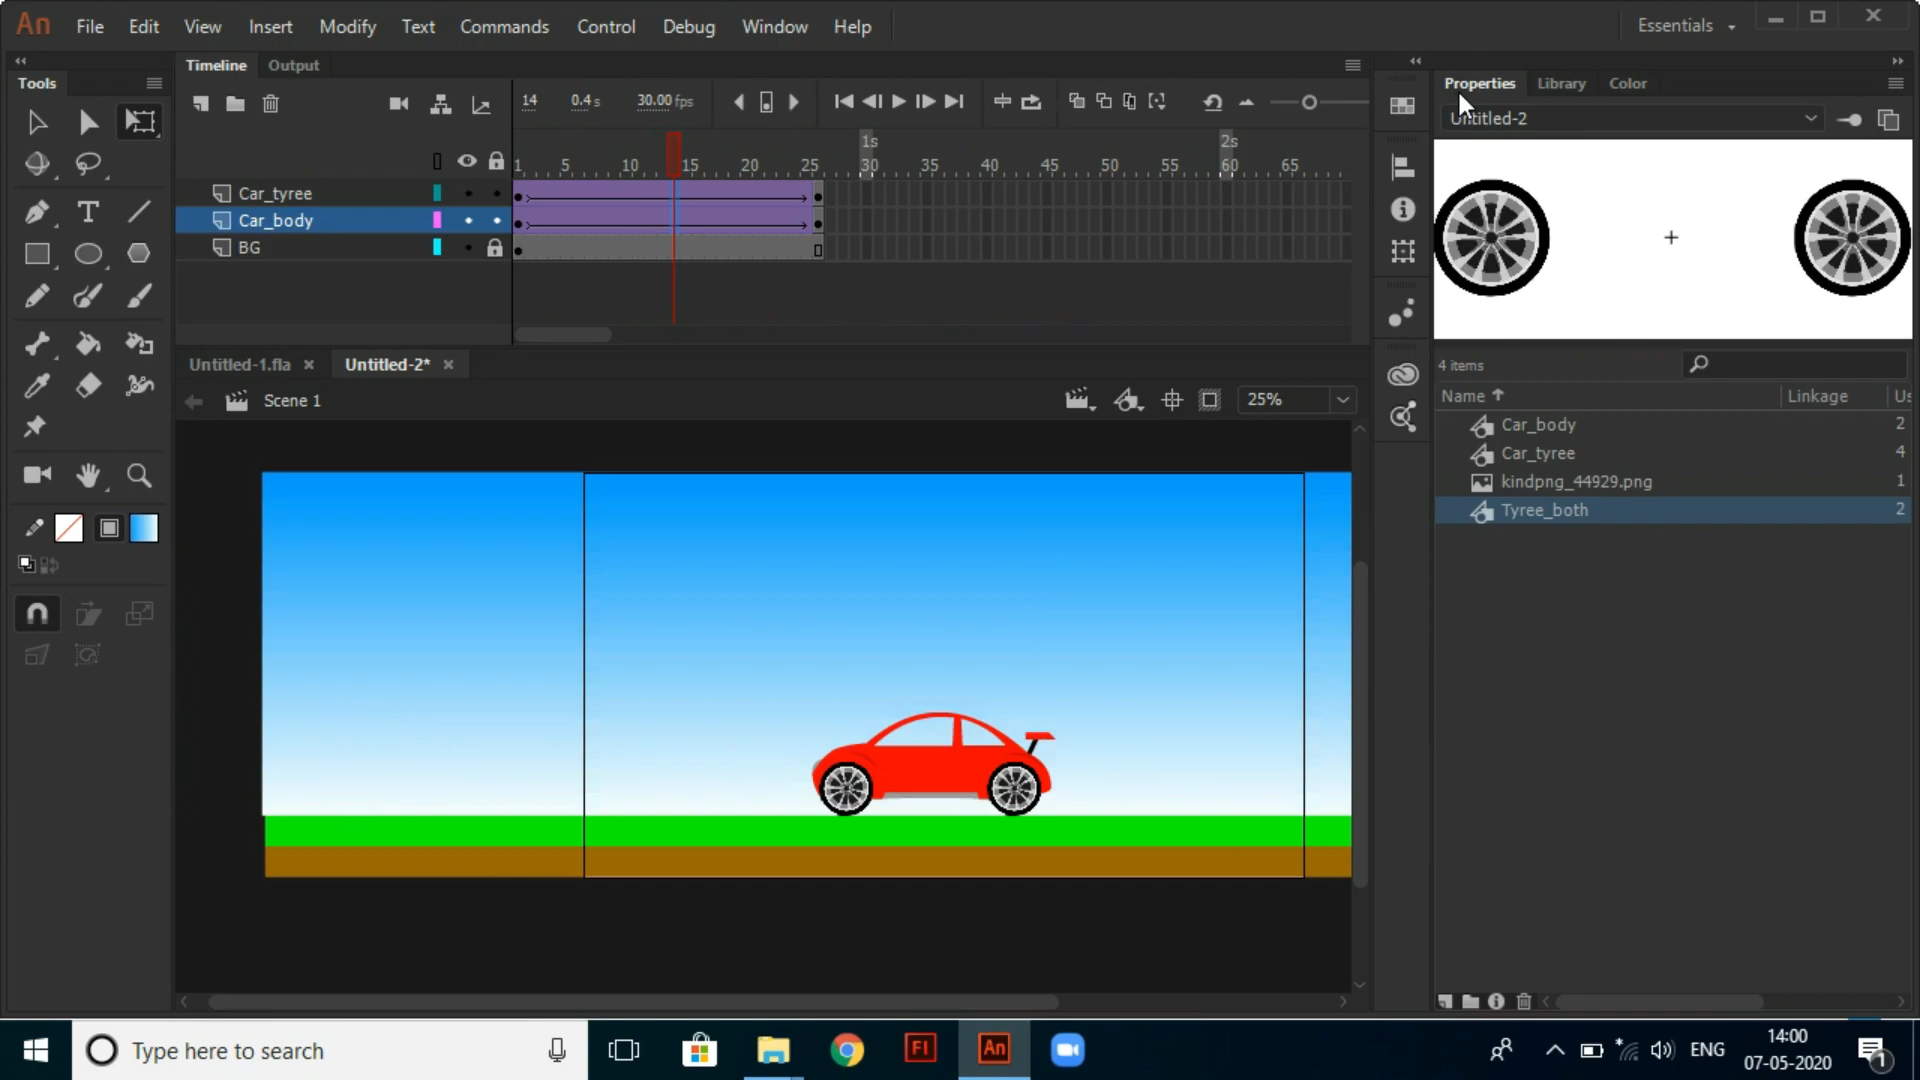 An File Edit View Insert Modify Text Commands Control Debug Window Help Essentials
Tools
Timeline Output
14 0.4 s 30.00 fps
1s 2s
1 5 10 15 20 25 30 35 40 45 50 55 60 65
Car_tyree
Car_body
BG
Untitled-1.fla Untitled-2*
Scene 1
25%
Properties Library Color
Untitled-2
4 items
Name Linkage Us
Car_body 2
Car_tyree 4
kindpng_44929.png 1
Tyree_both 2
Type here to search
Fl An
ENG
14:00
07-05-2020
1